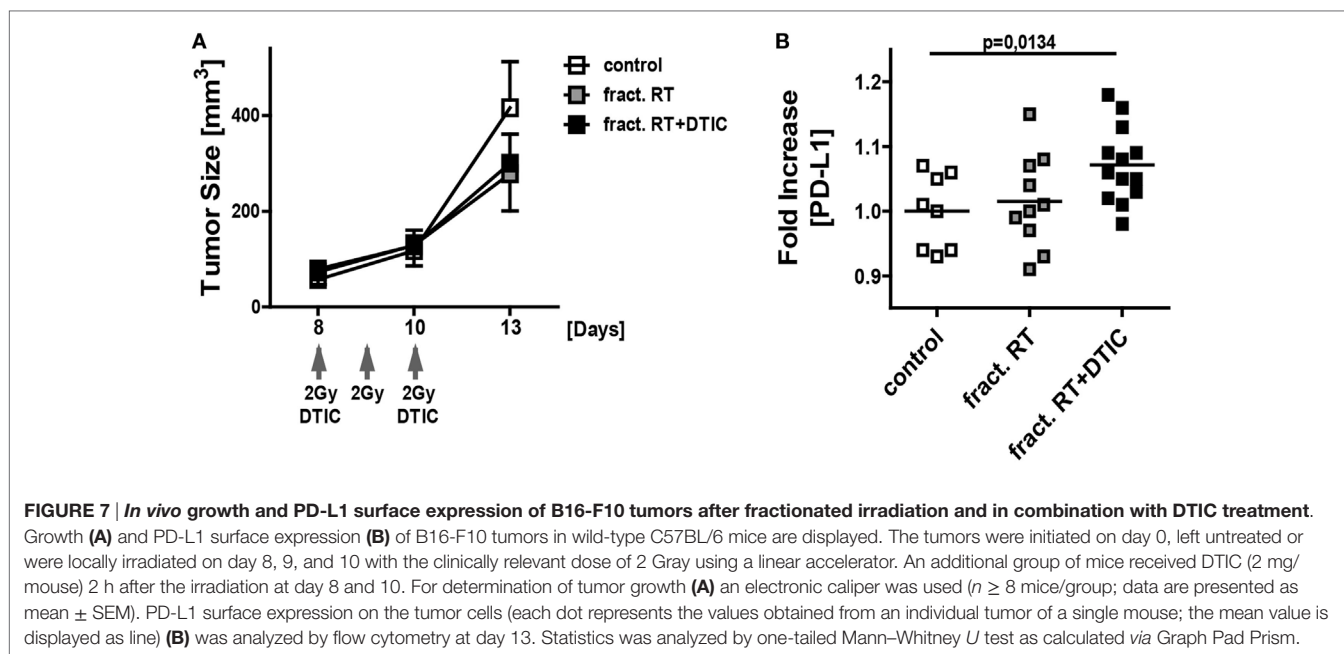 A
Tumor Size [mm³]
400
200
0
8
10
13
[Days]
2Gy
DTIC
2Gy
2Gy
DTIC
control
fract. RT
fract. RT+DTIC
B
p=0,0134
Fold Increase
[PD-L1]
1.2
1.1
1.0
0.9
control
fract. RT
fract. RT+DTIC
FIGURE 7 | In vivo growth and PD-L1 surface expression of B16-F10 tumors after fractionated irradiation and in combination with DTIC treatment.
Growth (A) and PD-L1 surface expression (B) of B16-F10 tumors in wild-type C57BL/6 mice are displayed. The tumors were initiated on day 0, left untreated or
were locally irradiated on day 8, 9, and 10 with the clinically relevant dose of 2 Gray using a linear accelerator. An additional group of mice received DTIC (2 mg/
mouse) 2 h after the irradiation at day 8 and 10. For determination of tumor growth (A) an electronic caliper was used (n ≥ 8 mice/group; data are presented as
mean ± SEM). PD-L1 surface expression on the tumor cells (each dot represents the values obtained from an individual tumor of a single mouse; the mean value is
displayed as line) (B) was analyzed by flow cytometry at day 13. Statistics was analyzed by one-tailed Mann–Whitney U test as calculated via Graph Pad Prism.